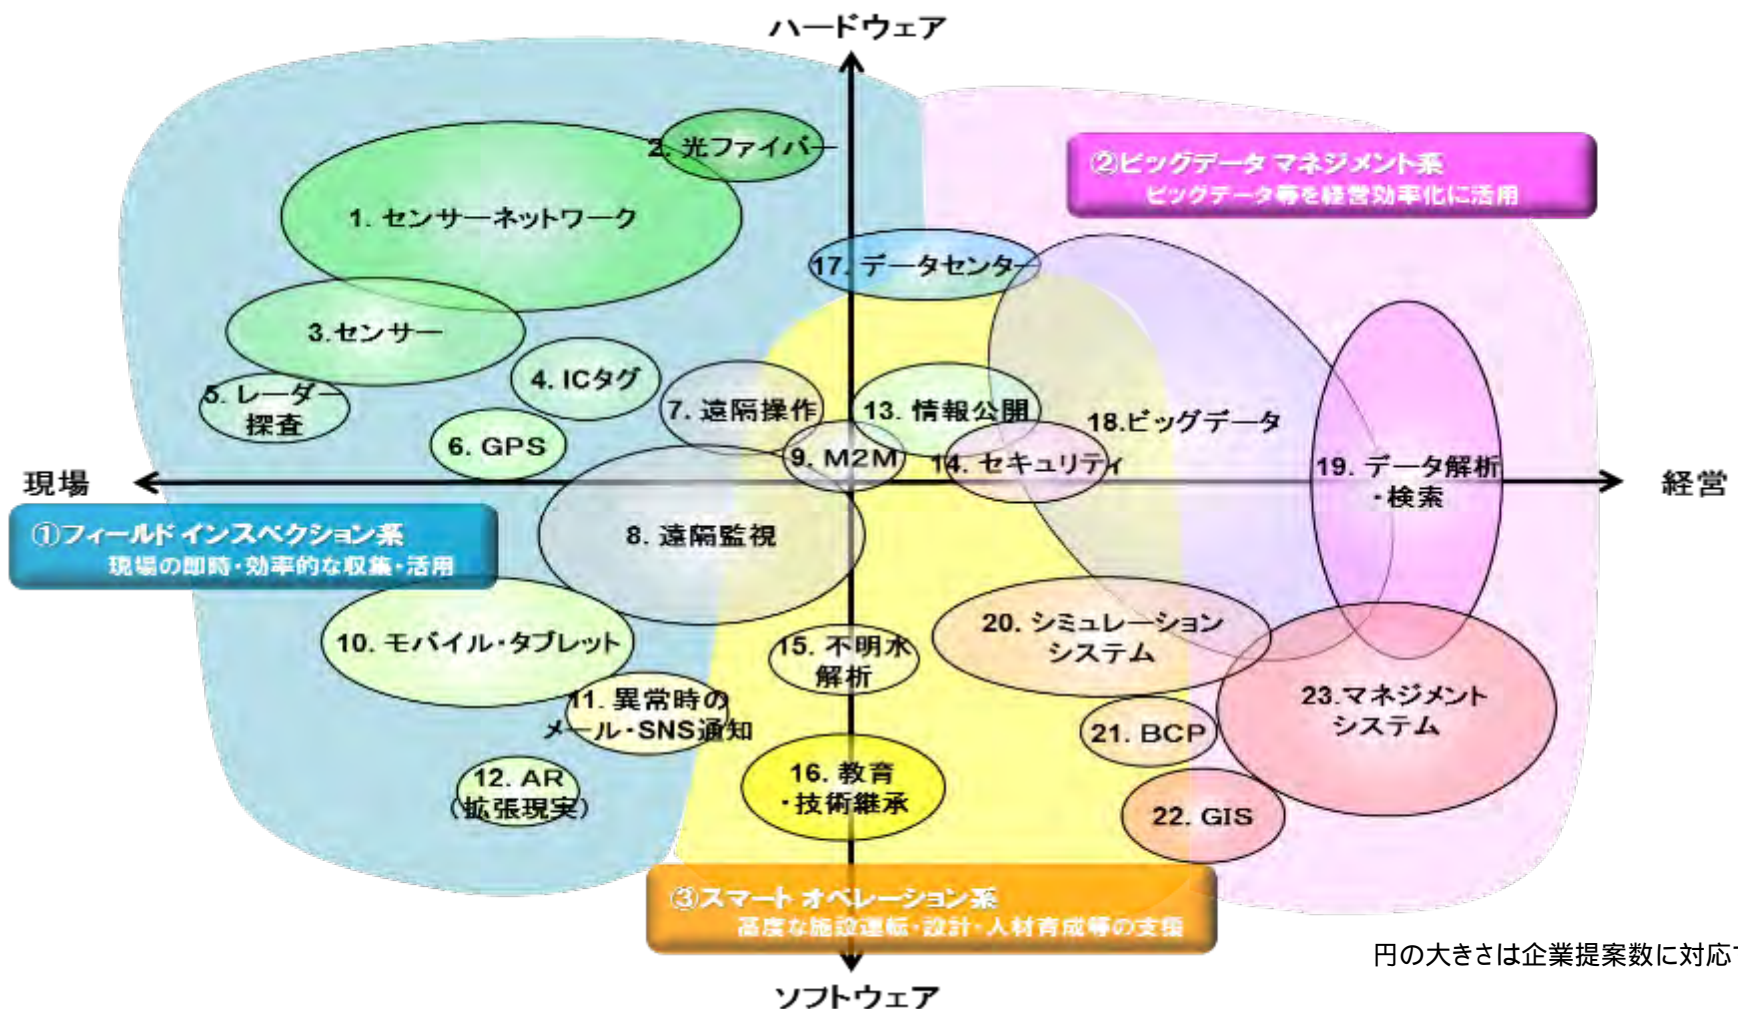 ハードウェア
2. 光ファイバー
②ビッグデータ マネジメント系
ビッグデータ等を経営効率化に活用
1. センサーネットワーク
17. データセンター
3.センサー
4. ICタグ
5. レーダー
探査
7. 遠隔操作
13. 情報公開
18.ビッグデータ
6. GPS
9. M2M
14. セキュリティ
19. データ解析
・検索
現場
経営
①フィールド インスペクション系
現場の即時・効率的な収集・活用
8. 遠隔監視
10. モバイル・タブレット
15. 不明水
解析
20. シミュレーション
システム
11. 異常時の
メール・SNS通知
23.マネジメント
システム
21. BCP
12. AR
（拡張現実）
16. 教育
・技術継承
22. GIS
③スマート オペレーション系
高度な施設運転・設計・人材育成等の支援
円の大きさは企業提案数に対応
ソフトウェア